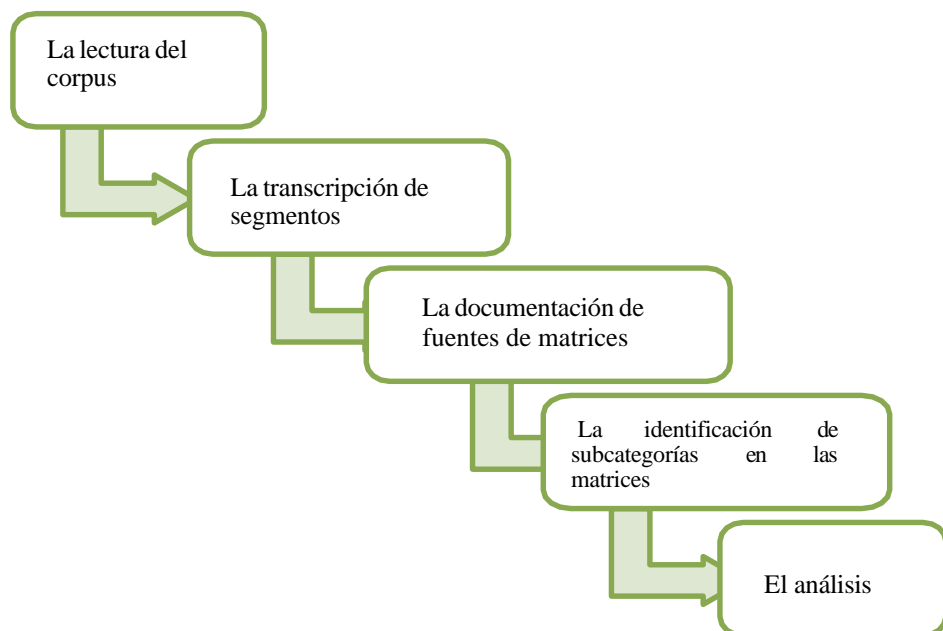 La lectura del
corpus
La transcripción de
segmentos
La documentación de
fuentes de matrices
La identificación de
subcategorías en las
matrices
El análisis